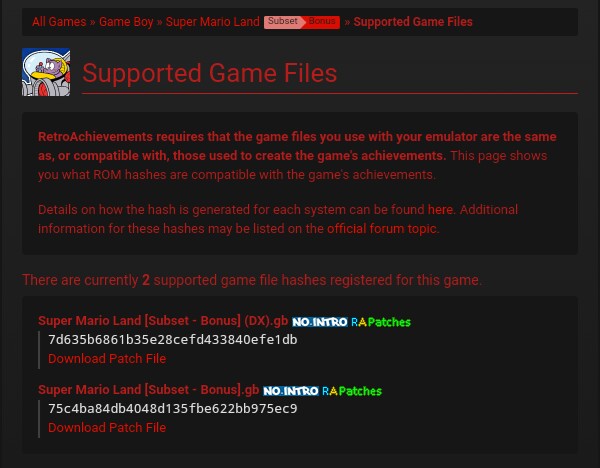 All Games » Game Boy » Super Mario Land Subset Bonus » Supported Game Files
Supported Game Files
RetroAchievements requires that the game files you use with your emulator are the same
as, or compatible with, those used to create the game's achievements. This page shows
you what ROM hashes are compatible with the game's achievements.
Details on how the hash is generated for each system can be found here. Additional
information for these hashes may be listed on the official forum topic.
There are currently 2 supported game file hashes registered for this game.
Super Mario Land [Subset - Bonus] (DX).gb NO-INTRO RAPatches
7d635b6861b35e28cefd433840efe1db
Download Patch File
Super Mario Land [Subset - Bonus].gb NO-INTRO RAPatches
75c4ba84db4048d135fbe622bb975ec9
Download Patch File